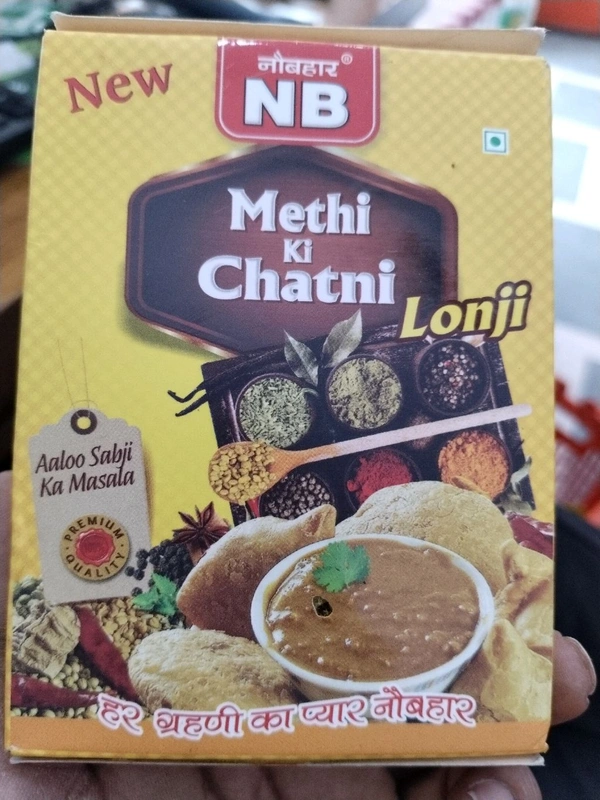 New
नौबहार®
NB
Methi
Ki
Chatni
Lonji
Aaloo Sabji
Ka Masala
PREMIUM
QUALITY
हर ग्रहणी का प्यार नौबहार